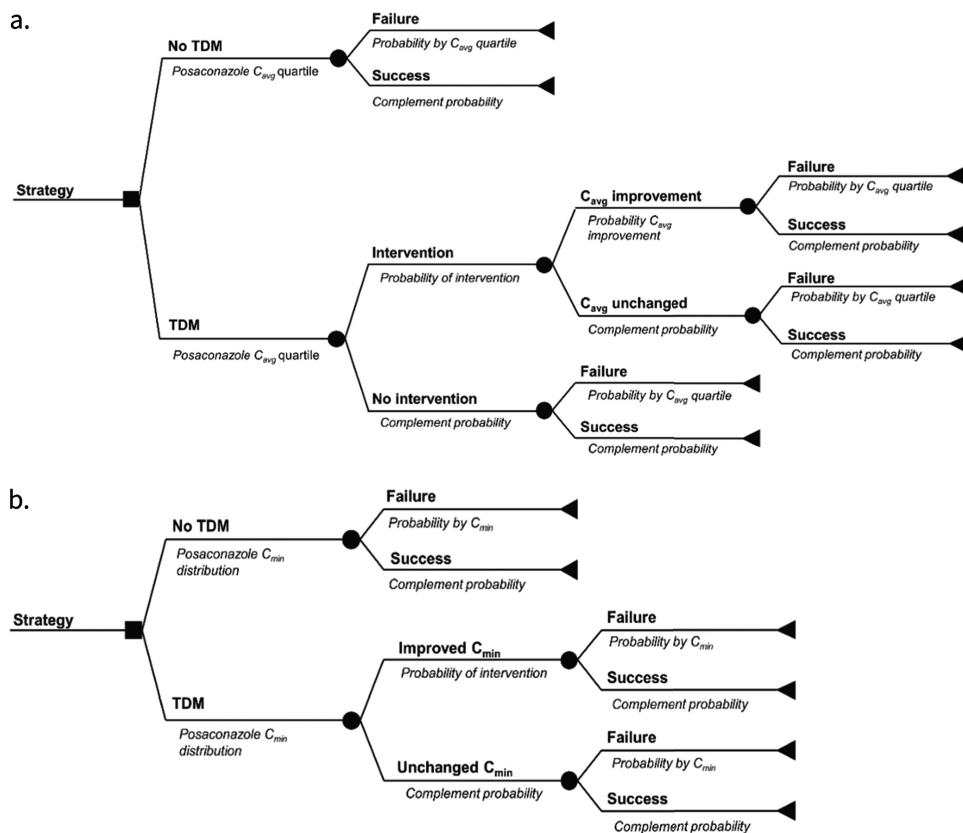 a.
Failure
No TDM
Probability by Cavg quartile
Posaconazole Cavg quartile
Success
Complement probability
Failure
Probability by Cavg quartile
Strategy
Cavg improvement
Probability Cavg
improvement
Success
Intervention
Complement probability
Probability of intervention
Failure
Cavg unchanged
Probability by Cavg quartile
Complement probability
TDM
Success
Posaconazole Cavg quartile
Complement probability
Failure
No intervention
Probability by Cavg quartile
Complement probability
Success
Complement probability
b.
Failure
No TDM
Probability by Cmin
Posaconazole Cmin
distribution
Success
Complement probability
Strategy
Failure
Improved Cmin
Probability by Cmin
Probability of intervention
Success
TDM
Complement probability
Posaconazole Cmin
distribution
Failure
Unchanged Cmin
Probability by Cmin
Complement probability
Success
Complement probability